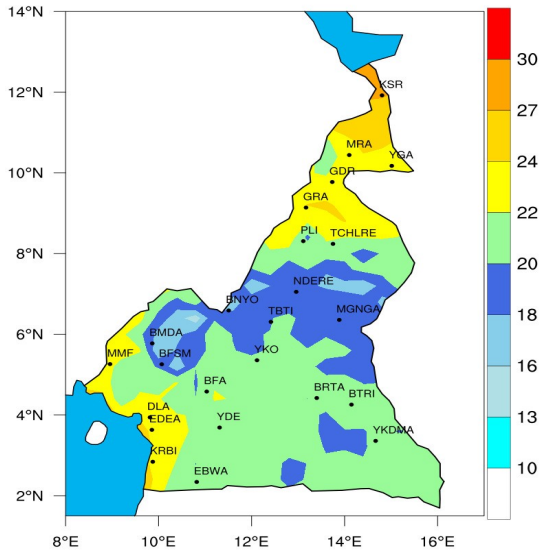 14°N
30
KSR
12°N
27
MRA
YGA
10°N
GDR
24
GRA
PLI
TCHLRE
22
8°N
NDERE
20
BNYO
TBTI
MGNGA
6°N
BMDA
18
MMF
BFSM
YKO
16
BFA
BRTA
BTRI
4°N
DLA
EDEA
YDE
13
YKDMA
KRBI
10
EBWA
2°N
8°E
10°E
12°E
14°E
16°E